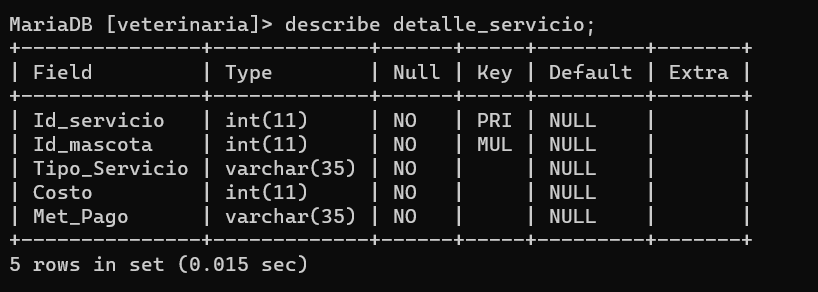 MariaDB [veterinaria]> describe detalle_servicio;
+---------------+-------------+------+-----+---------+-------+
| Field         | Type        | Null | Key | Default | Extra |
+---------------+-------------+------+-----+---------+-------+
| Id_servicio   | int(11)     | NO   | PRI | NULL    |       |
| Id_mascota    | int(11)     | NO   | MUL | NULL    |       |
| Tipo_Servicio | varchar(35) | NO   |     | NULL    |       |
| Costo         | int(11)     | NO   |     | NULL    |       |
| Met_Pago      | varchar(35) | NO   |     | NULL    |       |
+---------------+-------------+------+-----+---------+-------+
5 rows in set (0.015 sec)